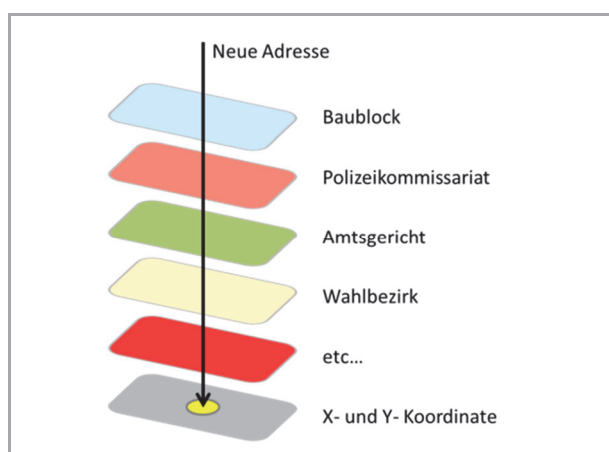 Neue Adresse
Baublock
Polizeikommissariat
Amtsgericht
Wahlbezirk
etc...
X- und Y- Koordinate